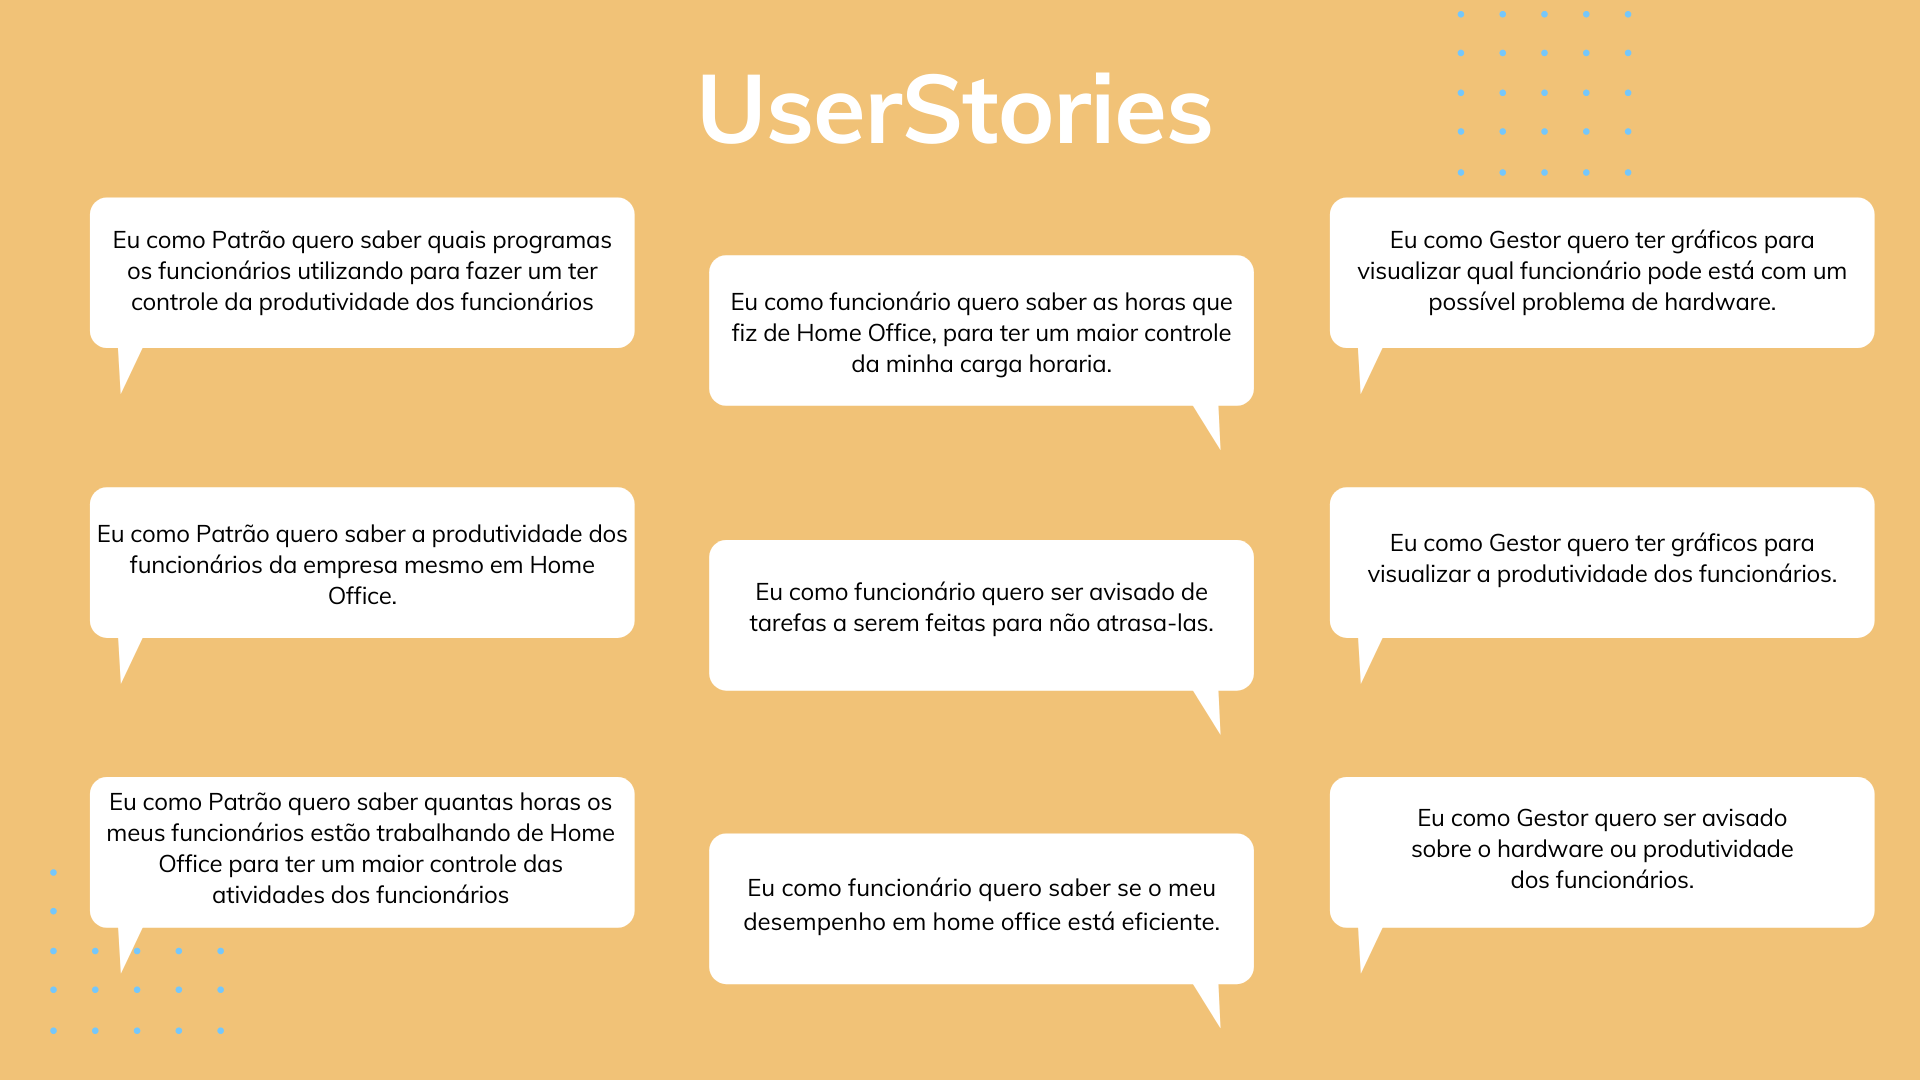 UserStories
Eu como Patrão quero saber quais programas
os funcionários utilizando para fazer um ter
controle da produtividade dos funcionários
Eu como funcionário quero saber as horas que
fiz de Home Office, para ter um maior controle
da minha carga horaria.
Eu como Gestor quero ter gráficos para
visualizar qual funcionário pode está com um
possível problema de hardware.
Eu como Patrão quero saber a produtividade dos
funcionários da empresa mesmo em Home
Office.
Eu como funcionário quero ser avisado de
tarefas a serem feitas para não atrasa-las.
Eu como Gestor quero ter gráficos para
visualizar a produtividade dos funcionários.
Eu como Patrão quero saber quantas horas os
meus funcionários estão trabalhando de Home
Office para ter um maior controle das
atividades dos funcionários
Eu como funcionário quero saber se o meu
desempenho em home office está eficiente.
Eu como Gestor quero ser avisado
sobre o hardware ou produtividade
dos funcionários.